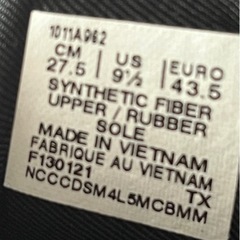 1011A962
CM | US | EURO
27.5 | 9½ | 43.5
SYNTHETIC FIBER
UPPER / RUBBER
SOLE
MADE IN VIETNAM
FABRIQUE AU VIETNAM
F130121 TX
NCCCDSM4L5MCBMM